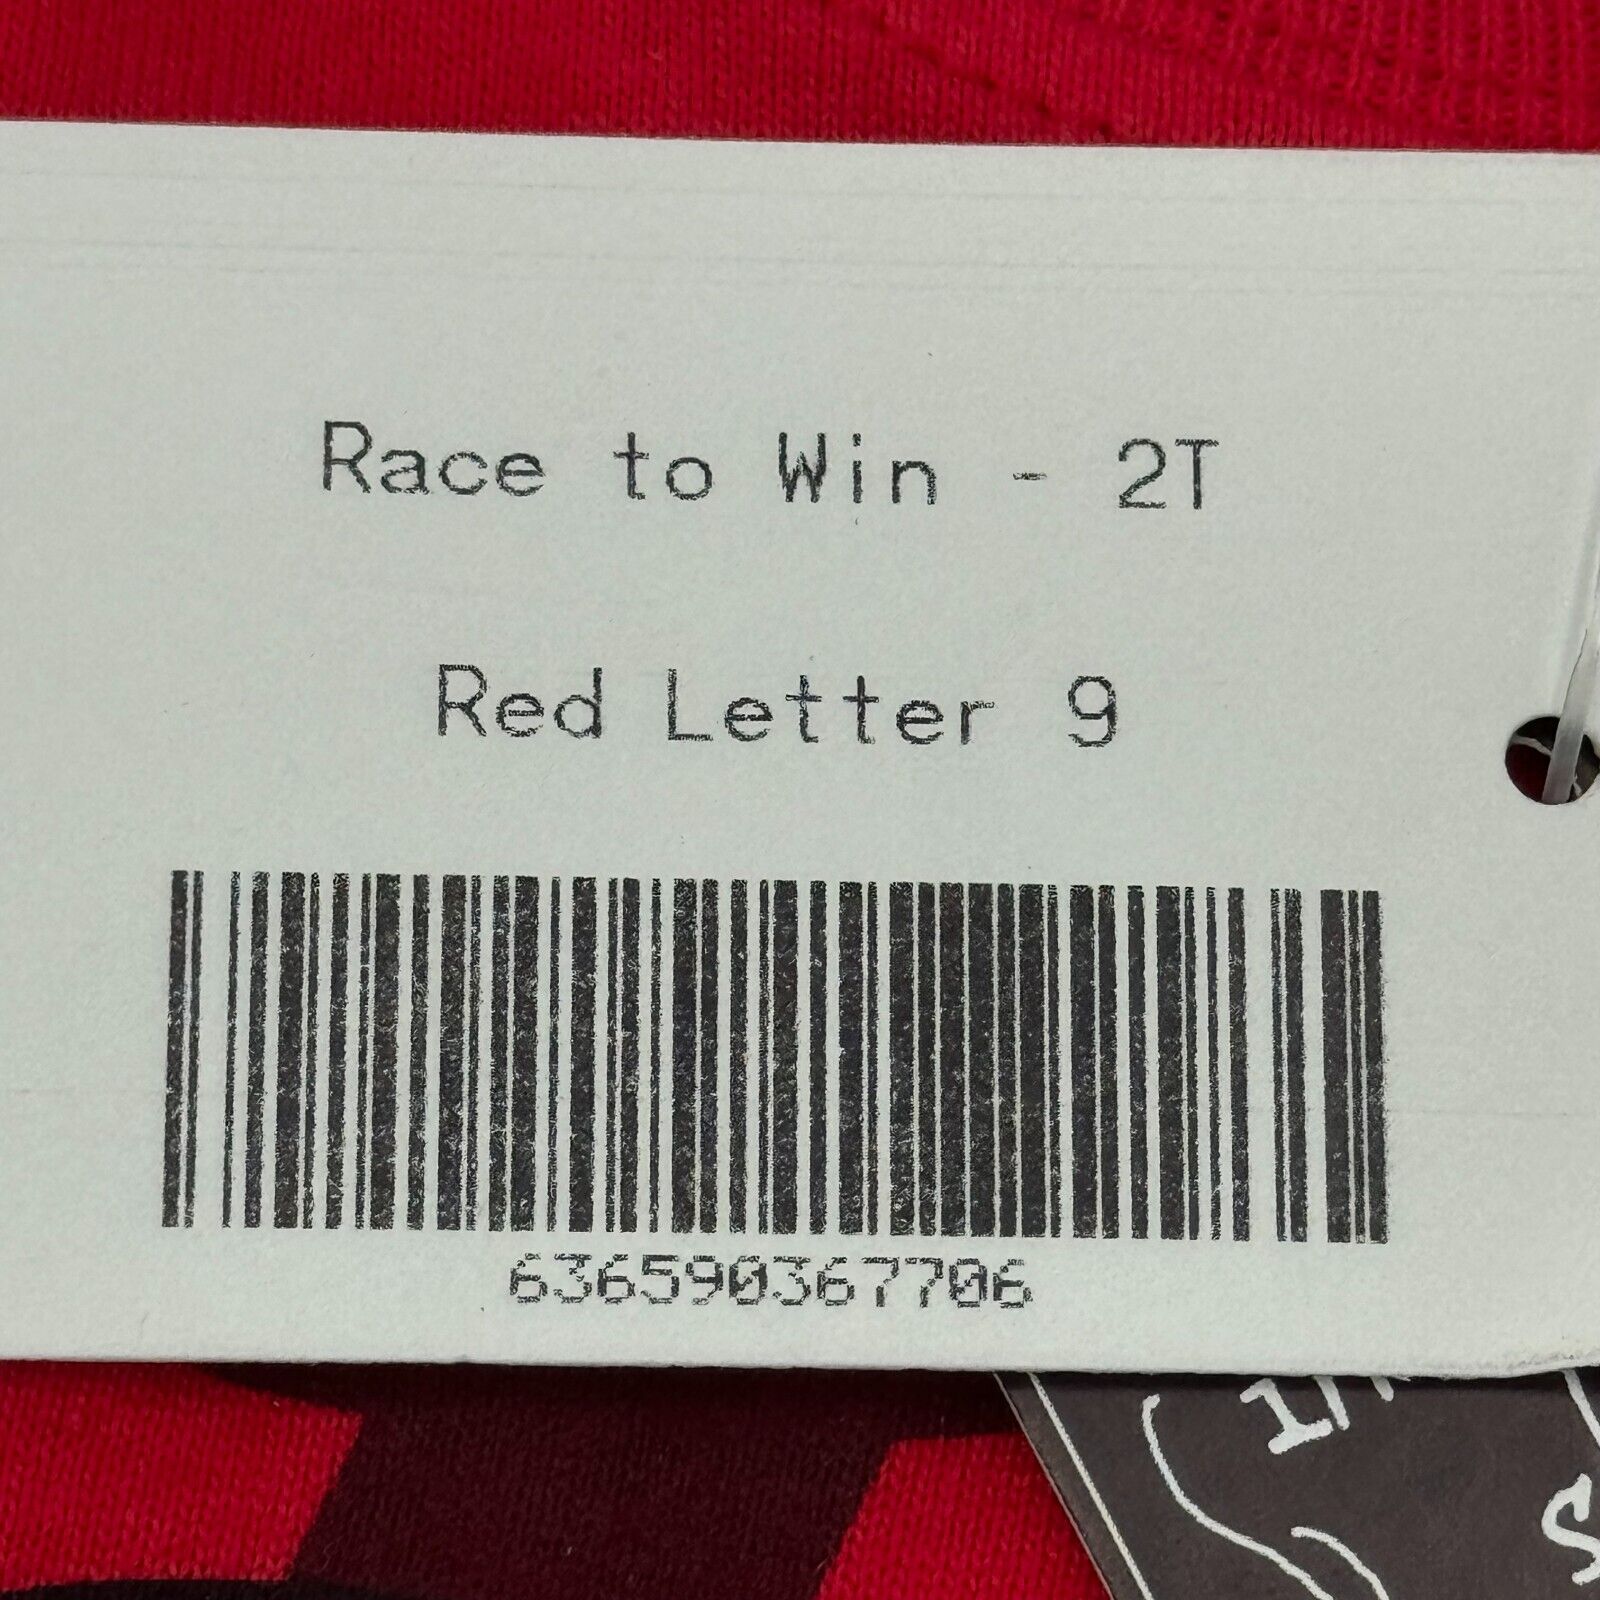 Race to Win - 2T
Red Letter 9
636590367706